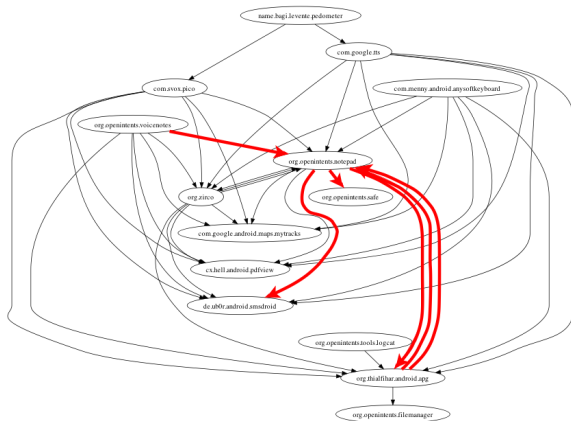 name.bagi.levente.pedometer
com.google.tts
com.svox.pico
com.menny.android.anysoftkeyboard
org.openintents.voicenotes
org.openintents.notepad
org.zirco
org.openintents.safe
com.google.android.maps.mytracks
cx.hell.android.pdfview
de.ub0r.android.smsdroid
org.openintents.tools.logcat
org.thialfihar.android.apg
org.openintents.filemanager